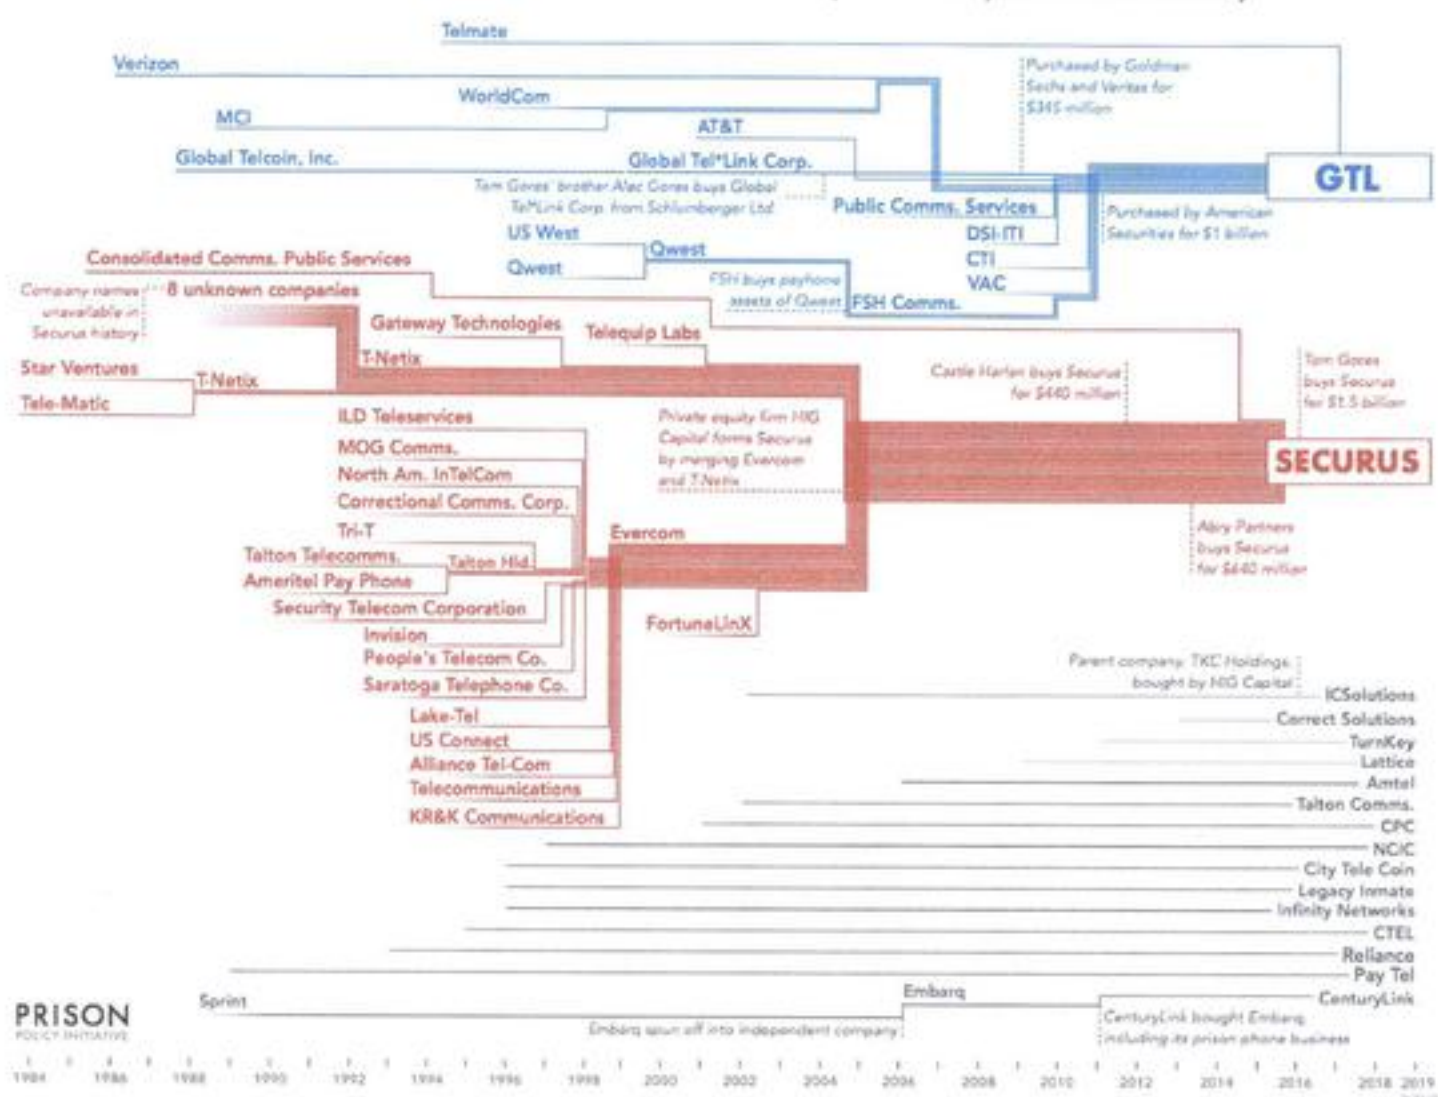 Telmate
Verizon
Purchased by Goldman
Sachs and Veritas for
$345 million
WorldCom
MCI
AT&T
Global Telcoin, Inc.
Global Tel*Link Corp.
GTL
Tom Gores' brother Alec Gores buys Global
Tel*Link Corp. from Schlumberger Ltd
Public Comms. Services
Purchased by American
Securities for $1 billion
US West
DSI-ITI
Qwest
Qwest
CTI
VAC
FSH buys payphone
assets of Qwest
FSH Comms.
Consolidated Comms. Public Services
Company names
unavailable in
Securus history
8 unknown companies
Gateway Technologies
Telequip Labs
T-Netix
Star Ventures
T-Netix
Tele-Matic
Castle Harlan buys Securus
for $440 million
Tom Gores
buys Securus
for $1.5 billion
ILD Teleservices
MOG Comms.
North Am. InTelCom
Correctional Comms. Corp.
Tri-T
Private equity firm HIG
Capital forms Securus
by merging Evercom
and T-Netix
SECURUS
Evercom
Talton Telecomms.
Talton Hld.
Ameritel Pay Phone
Abry Partners
buys Securus
for $640 million
Security Telecom Corporation
FortuneLinX
Invision
People's Telecom Co.
Saratoga Telephone Co.
Lake-Tel
US Connect
Alliance Tel-Com
Telecommunications
KR&K Communications
Parent company, TKC Holdings,
bought by HIG Capital
ICSolutions
Correct Solutions
TurnKey
Lattice
Amtel
Talton Comms.
CPC
NCIC
City Tele Coin
Legacy Inmate
Infinity Networks
CTEL
Reliance
Pay Tel
CenturyLink
Sprint
Embarq
Embarq spun off into independent company
CenturyLink bought Embarq,
including its prison phone business
PRISON
POLICY INITIATIVE
1984 1986 1988 1990 1992 1994 1996 1998 2000 2002 2004 2006 2008 2010 2012 2014 2016 2018 2019